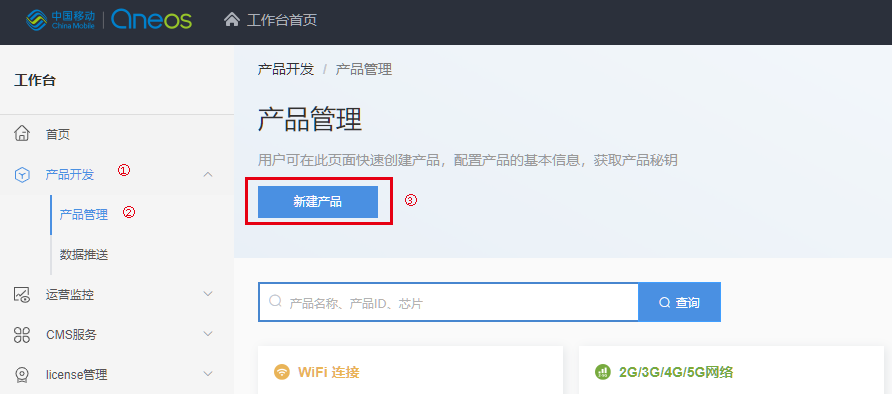 中国移动 China Mobile OneOS 工作台首页
工作台
首页
产品开发 ①
产品管理 ②
数据推送
运营监控
CMS服务
license管理
产品开发 / 产品管理
产品管理
用户可在此页面快速创建产品，配置产品的基本信息，获取产品秘钥
新建产品 ③
产品名称、产品ID、芯片 查询
WiFi 连接
2G/3G/4G/5G网络